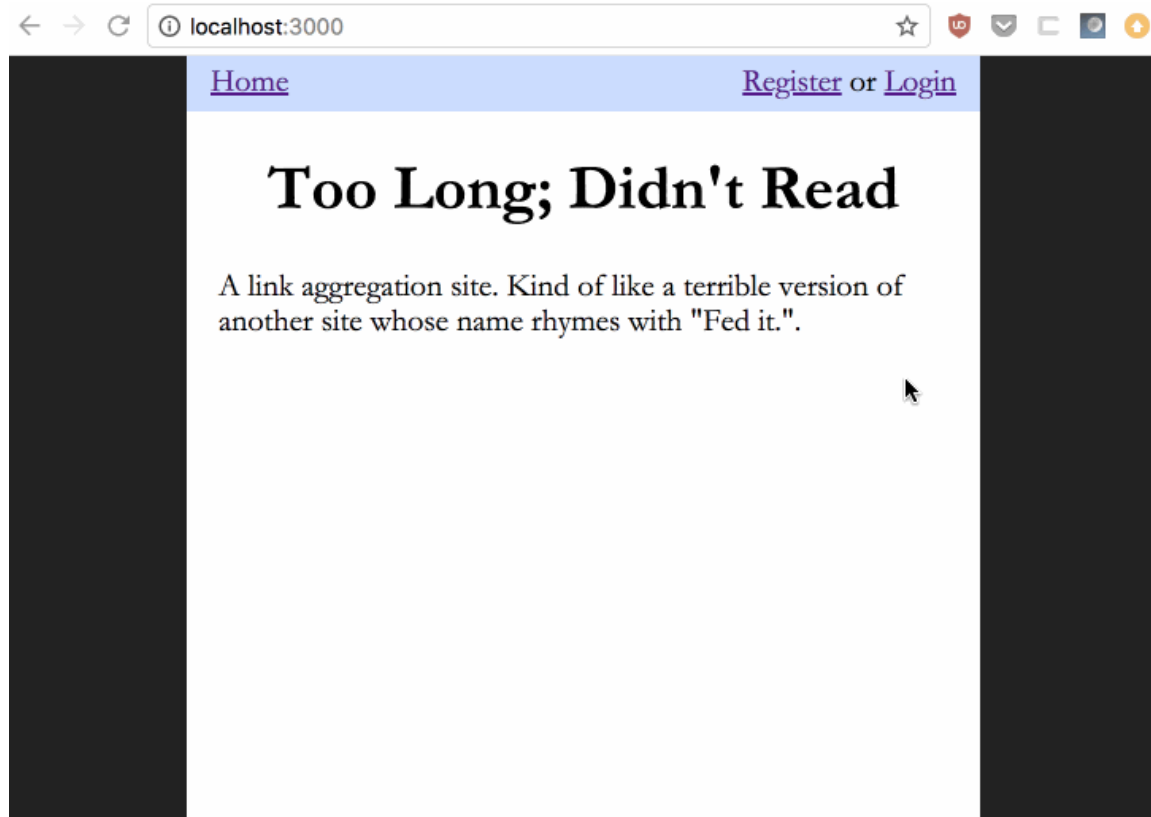 localhost:3000
Home Register or Login
Too Long; Didn't Read
A link aggregation site. Kind of like a terrible version of
another site whose name rhymes with "Fed it.".